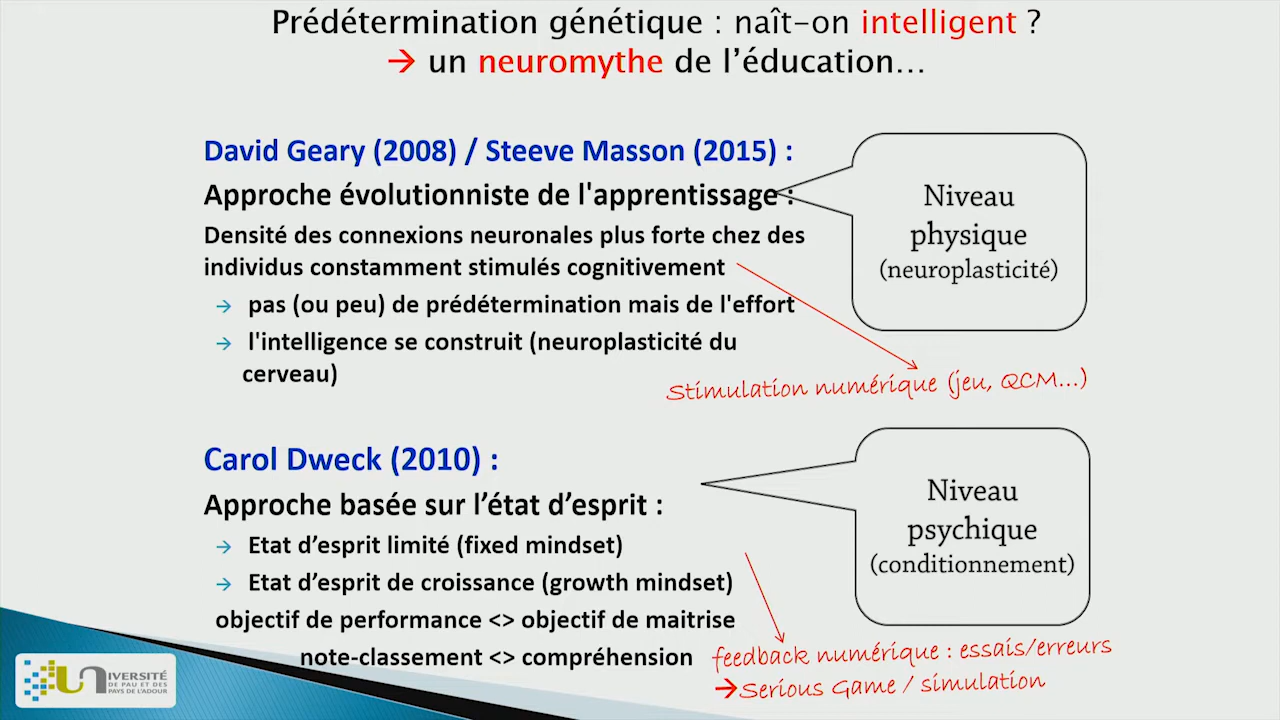 Prédétermination génétique : naît-on intelligent ?
→ un neuromythe de l'éducation...
David Geary (2008) / Steeve Masson (2015) :
Approche évolutionniste de l'apprentissage :
Densité des connexions neuronales plus forte chez des
individus constamment stimulés cognitivement
→ pas (ou peu) de prédétermination mais de l'effort
→ l'intelligence se construit (neuroplasticité du
cerveau)
Niveau
physique
(neuroplasticité)
Stimulation numérique (jeu, QCM...)
Carol Dweck (2010) :
Approche basée sur l’état d’esprit :
→ Etat d’esprit limité (fixed mindset)
→ Etat d’esprit de croissance (growth mindset)
objectif de performance <> objectif de maitrise
note-classement <> compréhension
Niveau
psychique
(conditionnement)
feedback numérique : essais/erreurs
→Serious Game / simulation
UNIVERSITÉ
DE PAU ET DES
PAYS DE L'ADOUR